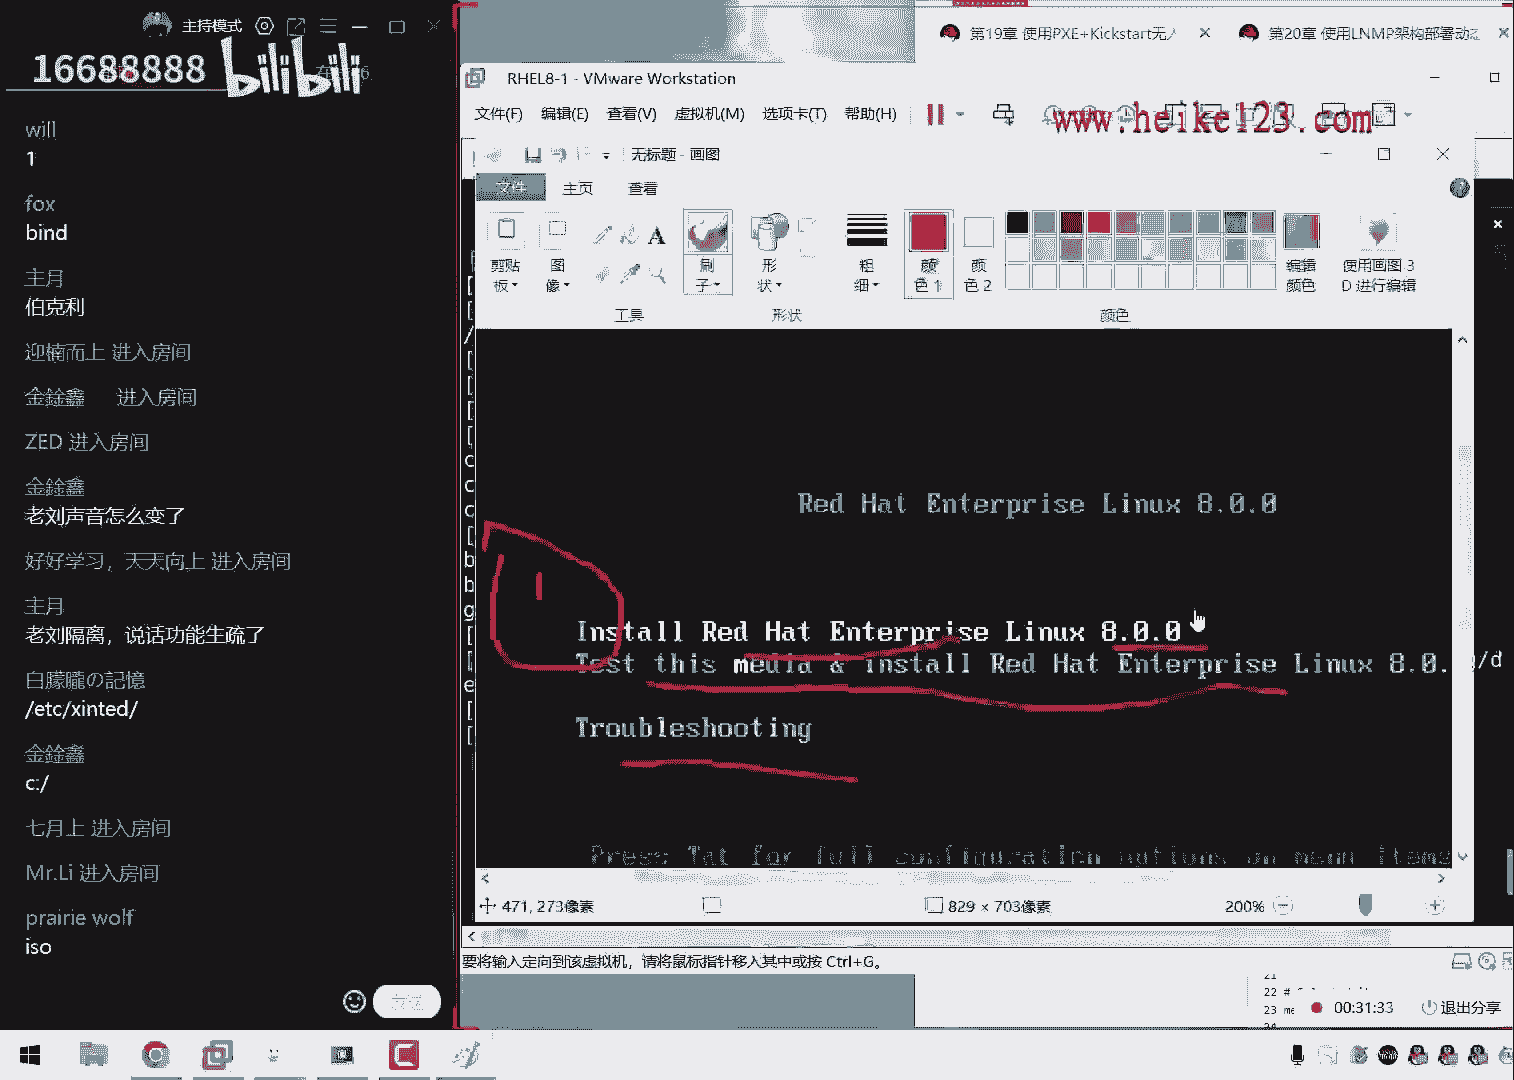 主持模式
16688888
bilibili
will
1
fox
bind
主月
伯克利
迎楠而上 进入房间
金銓鑫 进入房间
ZED 进入房间
金銓鑫
老刘声音怎么变了
好好学习，天天向上 进入房间
主月
老刘隔离，说话功能生疏了
白朦朧の記憶
/etc/xinted/
金銓鑫
c:/
七月上 进入房间
Mr.Li 进入房间
prairie wolf
iso
第19章 使用PXE+Kickstart无人
第20章 使用LNMP架构部署动态
RHEL8-1 - VMware Workstation
文件(F) 编辑(E) 查看(V) 虚拟机(M) 选项卡(T) 帮助(H)
www.heike123.com
无标题 - 画图
文件 主页 查看
剪贴板 图像 A 刷子 形状 粗细 颜色 1 颜色 2 编辑颜色 使用画图 3D 进行编辑
工具 形状 颜色
Red Hat Enterprise Linux 8.0.0
Install Red Hat Enterprise Linux 8.0.0
Test this media & install Red Hat Enterprise Linux 8.0.
g/d
Troubleshooting
471, 273像素
829 × 703像素
200%
要将输入定向到该虚拟机，请将鼠标指针移入其中或按 Ctrl+G。
21
22 #
23 me
00:31:33
退出分享